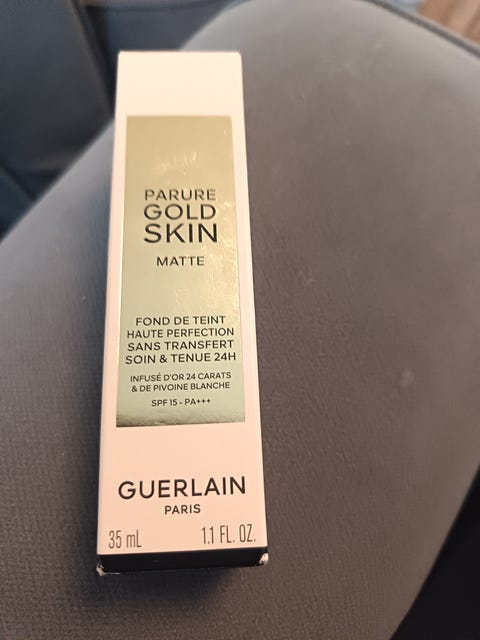 PARURE
GOLD
SKIN
MATTE
FOND DE TEINT
HAUTE PERFECTION
SANS TRANSFERT
SOIN & TENUE 24H
INFUSÉ D'OR 24 CARATS
& DE PIVOINE BLANCHE
SPF 15 - PA+++
GUERLAIN
PARIS
35 mL 1.1 FL. OZ.